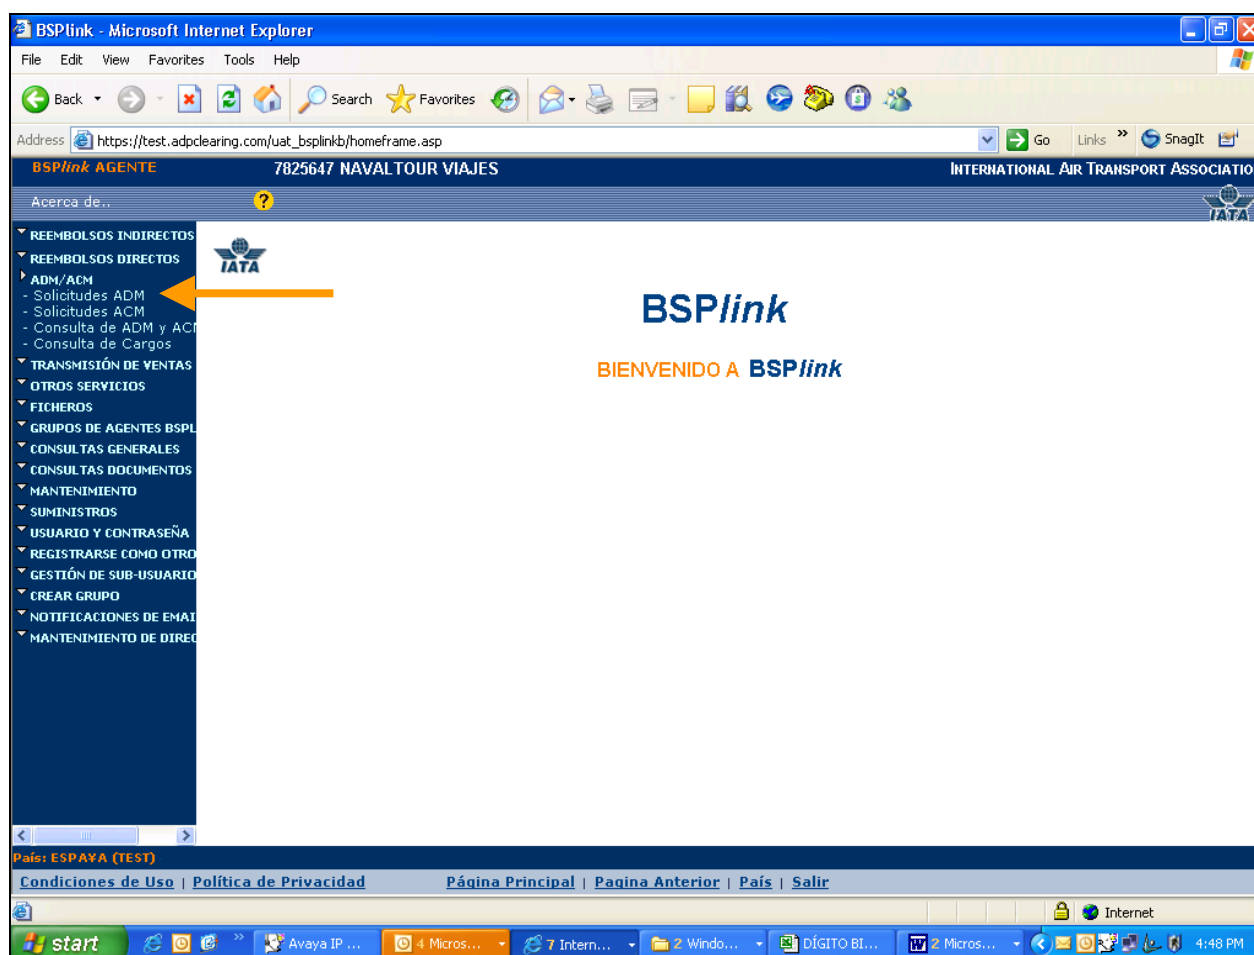 BSPlink - Microsoft Internet Explorer
File Edit View Favorites Tools Help
Back Search Favorites
Address https://test.adpclearing.com/uat_bsplinkb/homeframe.asp Go Links » SnagIt
BSPlink AGENTE 7825647 NAVALTOUR VIAJES INTERNATIONAL AIR TRANSPORT ASSOCIATIO
Acerca de.. ?
IATA
REEMBOLSOS INDIRECTOS
REEMBOLSOS DIRECTOS
IATA
ADM/ACM
- Solicitudes ADM
- Solicitudes ACM
- Consulta de ADM y ACM
- Consulta de Cargos
BSPlink
BIENVENIDO A BSPlink
TRANSMISIÓN DE VENTAS
OTROS SERVICIOS
FICHEROS
GRUPOS DE AGENTES BSPL
CONSULTAS GENERALES
CONSULTAS DOCUMENTOS
MANTENIMIENTO
SUMINISTROS
USUARIO Y CONTRASEÑA
REGISTRARSE COMO OTRO
GESTIÓN DE SUB-USUARIO
CREAR GRUPO
NOTIFICACIONES DE EMAI
MANTENIMIENTO DE DIREC
País: ESPA¥A (TEST)
Condiciones de Uso | Política de Privacidad Página Principal | Pagina Anterior | País | Salir
Internet
start » Avaya IP ... 4 Micros... 7 Intern... 2 Windo... DÍGITO BI... 2 Micros... 4:48 PM